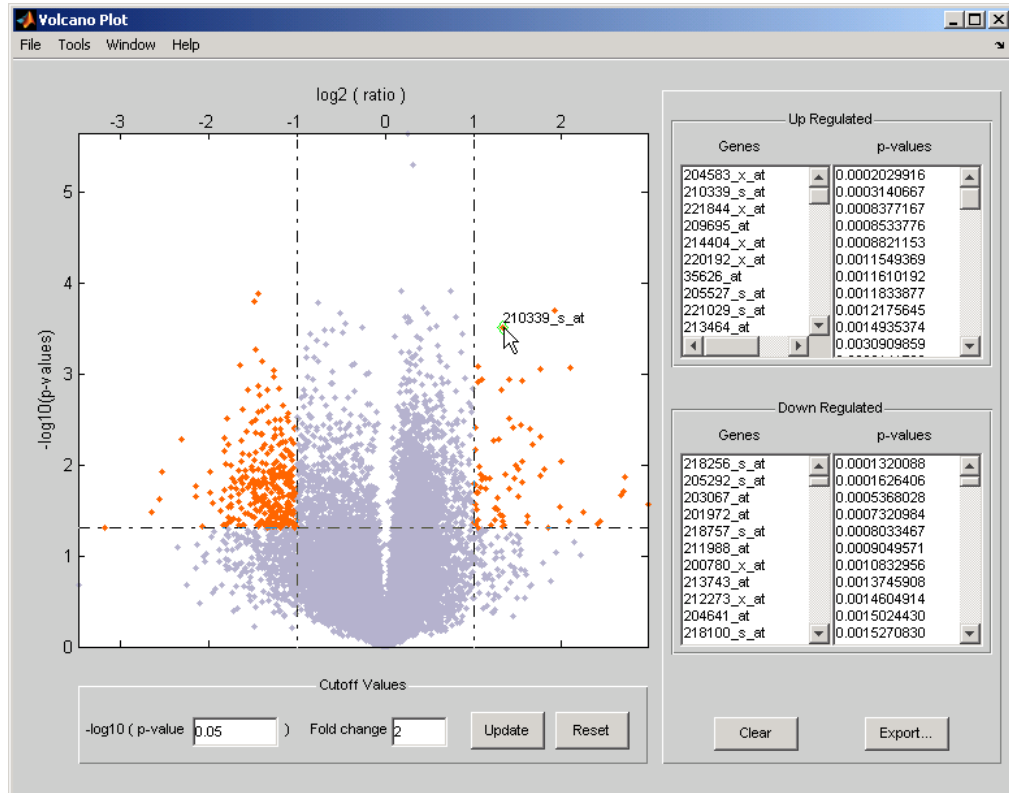 Volcano Plot
File Tools Window Help
log2 ( ratio )
-3 -2 -1 0 1 2
5
4
3
2
1
0
-log10(p-values)
210339_s_at
Cutoff Values
-log10 ( p-value 0.05 ) Fold change 2 Update Reset
Up Regulated
Genes p-values
204583_x_at 0.0002029916
210339_s_at 0.0003140667
221844_x_at 0.0008377167
209695_at 0.0008533776
214404_x_at 0.0008821153
220192_x_at 0.0011549369
35626_at 0.0011610192
205527_s_at 0.0011833877
221029_s_at 0.0012175645
213464_at 0.0014935374
0.0030909859
Down Regulated
Genes p-values
218256_s_at 0.0001320088
205292_s_at 0.0001626406
203067_at 0.0005368028
201972_at 0.0007320984
218757_s_at 0.0008033467
211988_at 0.0009049571
200780_x_at 0.0010832956
213743_at 0.0013745908
212273_x_at 0.0014604914
204641_at 0.0015024430
218100_s_at 0.0015270830
Clear Export...